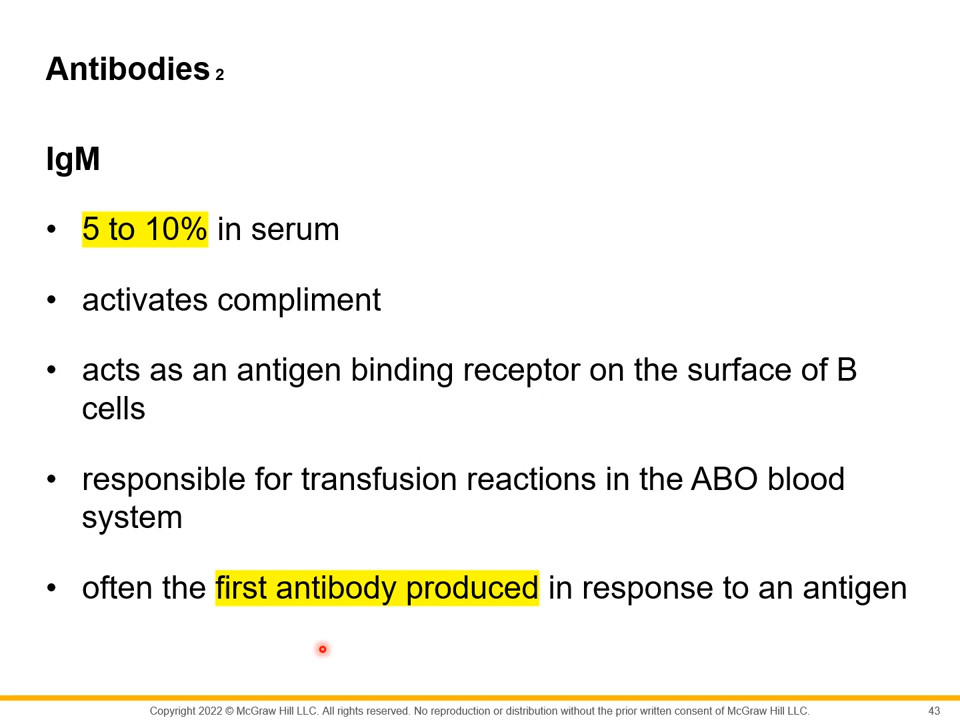 Antibodies 2
IgM
• 5 to 10% in serum
• activates compliment
• acts as an antigen binding receptor on the surface of B
cells
• responsible for transfusion reactions in the ABO blood
system
• often the first antibody produced in response to an antigen
Copyright 2022 © McGraw Hill LLC. All rights reserved. No reproduction or distribution without the prior written consent of McGraw Hill LLC. 43